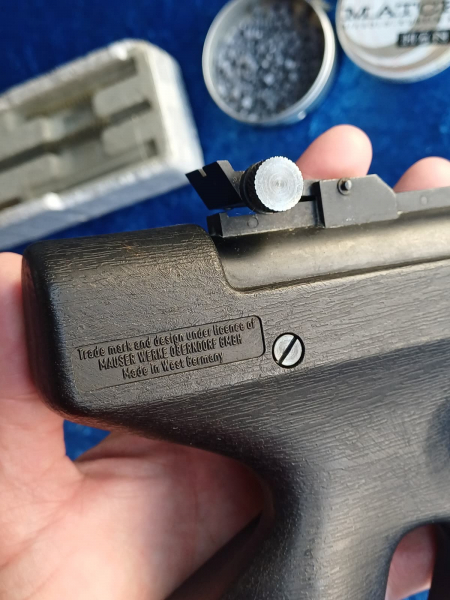 MATCH
H&N
Trade mark and design under licence of
MAUSER WERKE OBERNDORF GMBH
Made in West Germany